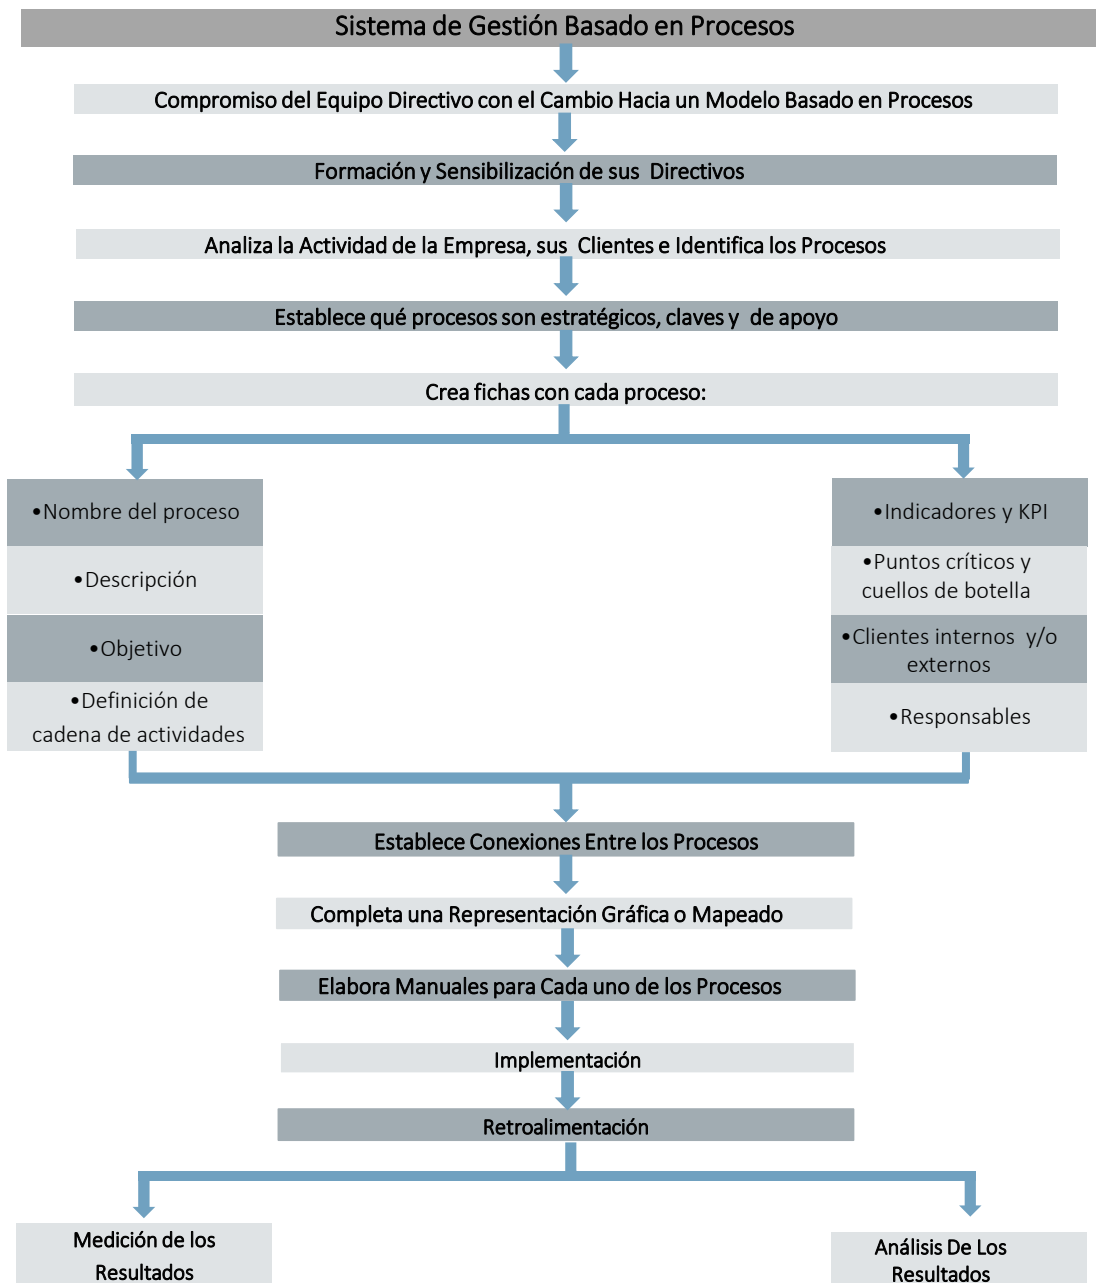 Sistema de Gestión Basado en Procesos
Compromiso del Equipo Directivo con el Cambio Hacia un Modelo Basado en Procesos
Formación y Sensibilización de sus Directivos
Analiza la Actividad de la Empresa, sus Clientes e Identifica los Procesos
Establece qué procesos son estratégicos, claves y de apoyo
Crea fichas con cada proceso:
•Nombre del proceso
•Descripción
•Objetivo
•Definición de
cadena de actividades
•Indicadores y KPI
•Puntos críticos y
cuellos de botella
•Clientes internos y/o
externos
•Responsables
Establece Conexiones Entre los Procesos
Completa una Representación Gráfica o Mapeado
Elabora Manuales para Cada uno de los Procesos
Implementación
Retroalimentación
Medición de los
Resultados
Análisis De Los
Resultados